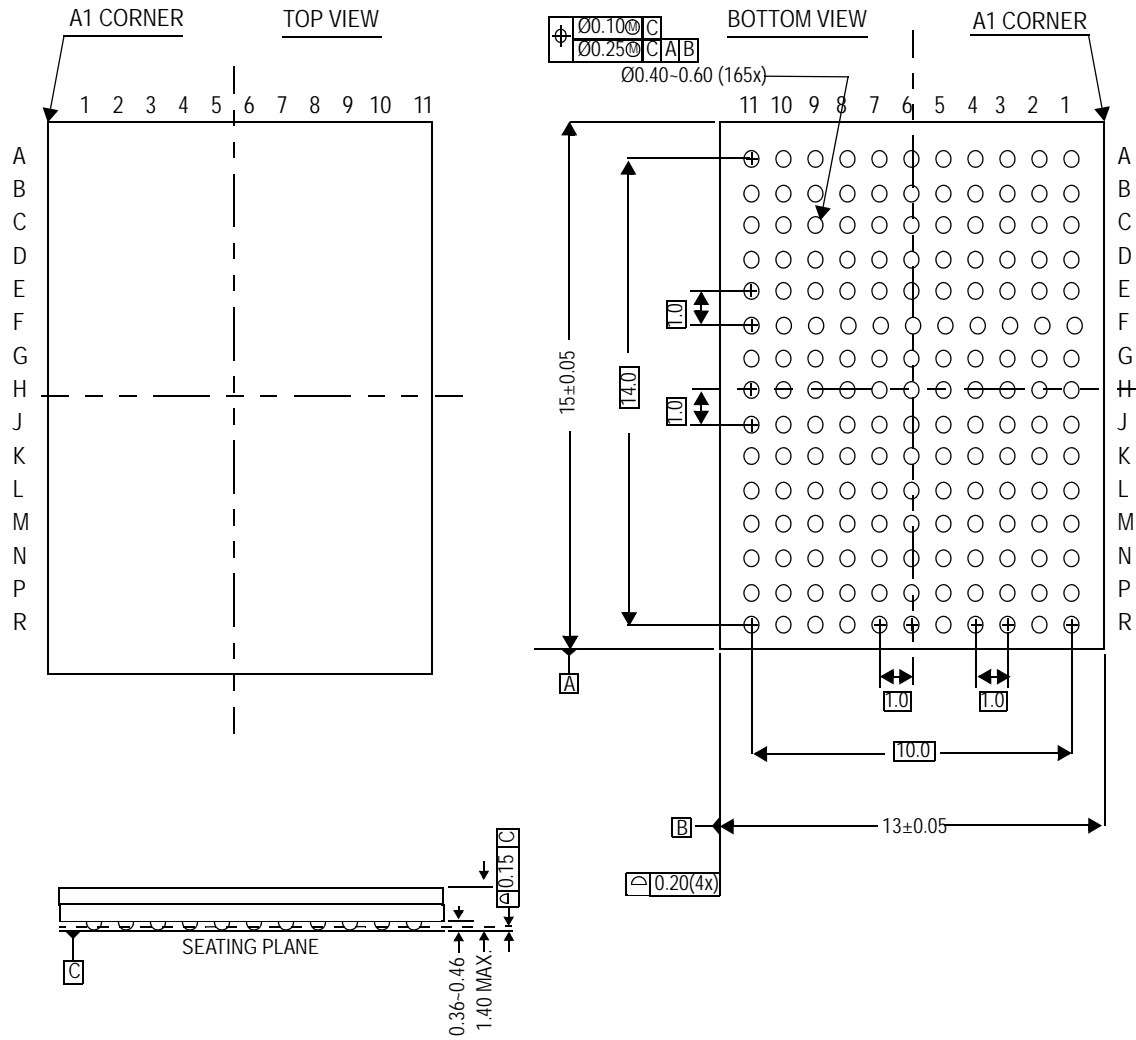 A1 CORNER
TOP VIEW
1 2 3 4 5 6 7 8 9 10 11
A
B
C
D
E
F
G
H
J
K
L
M
N
P
R
Ø0.10Ⓜ C
Ø0.25Ⓜ C A B
Ø0.40~0.60 (165x)
BOTTOM VIEW
A1 CORNER
11 10 9 8 7 6 5 4 3 2 1
A
B
C
D
E
F
G
H
J
K
L
M
N
P
R
1.0
1.0
14.0
15±0.05
A
1.0
1.0
10.0
B
13±0.05
0.20(4x)
0.15 C
SEATING PLANE
C
0.36~0.46
1.40 MAX.